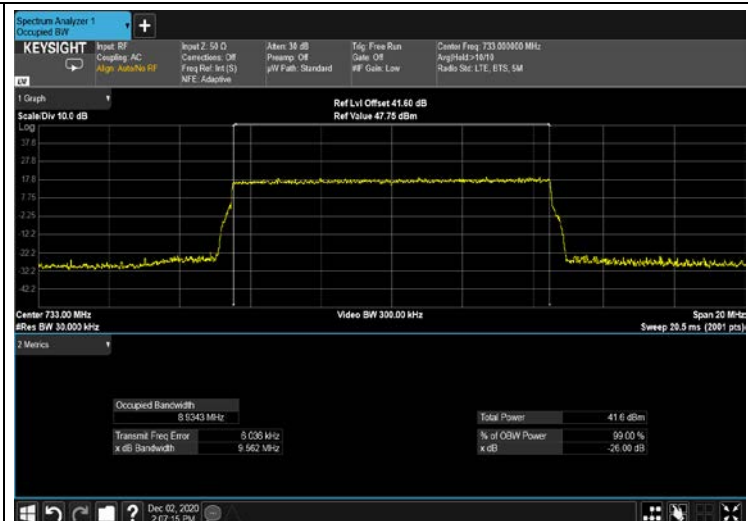 Spectrum Analyzer 1
Occupied BW
+
KEYSIGHT
Input: RF
Coupling: AC
Align: Auto/No RF
Input Z: 50 Ω
Corrections: Off
Freq Ref: Int (S)
NFE: Adaptive
Atten: 30 dB
Preamp: Off
µW Path: Standard
Trig: Free Run
Gate: Off
#IF Gain: Low
Center Freq: 733.000000 MHz
Avg|Hold:>10/10
Radio Std: LTE, BTS, 5M
1 Graph
Scale/Div 10.0 dB
Ref Lvl Offset 41.60 dB
Ref Value 47.75 dBm
Log
37.8
27.8
17.8
7.75
-2.25
-12.2
-22.2
-32.2
-42.2
Center 733.00 MHz
#Res BW 30.000 kHz
Video BW 300.00 kHz
Span 20 MHz
Sweep 20.5 ms (2001 pts)
2 Metrics
Occupied Bandwidth
8.9343 MHz
Transmit Freq Error 6.036 kHz
x dB Bandwidth 9.562 MHz
Total Power 41.6 dBm
% of OBW Power 99.00 %
x dB -26.00 dB
?
Dec 02, 2020
2:07:15 PM